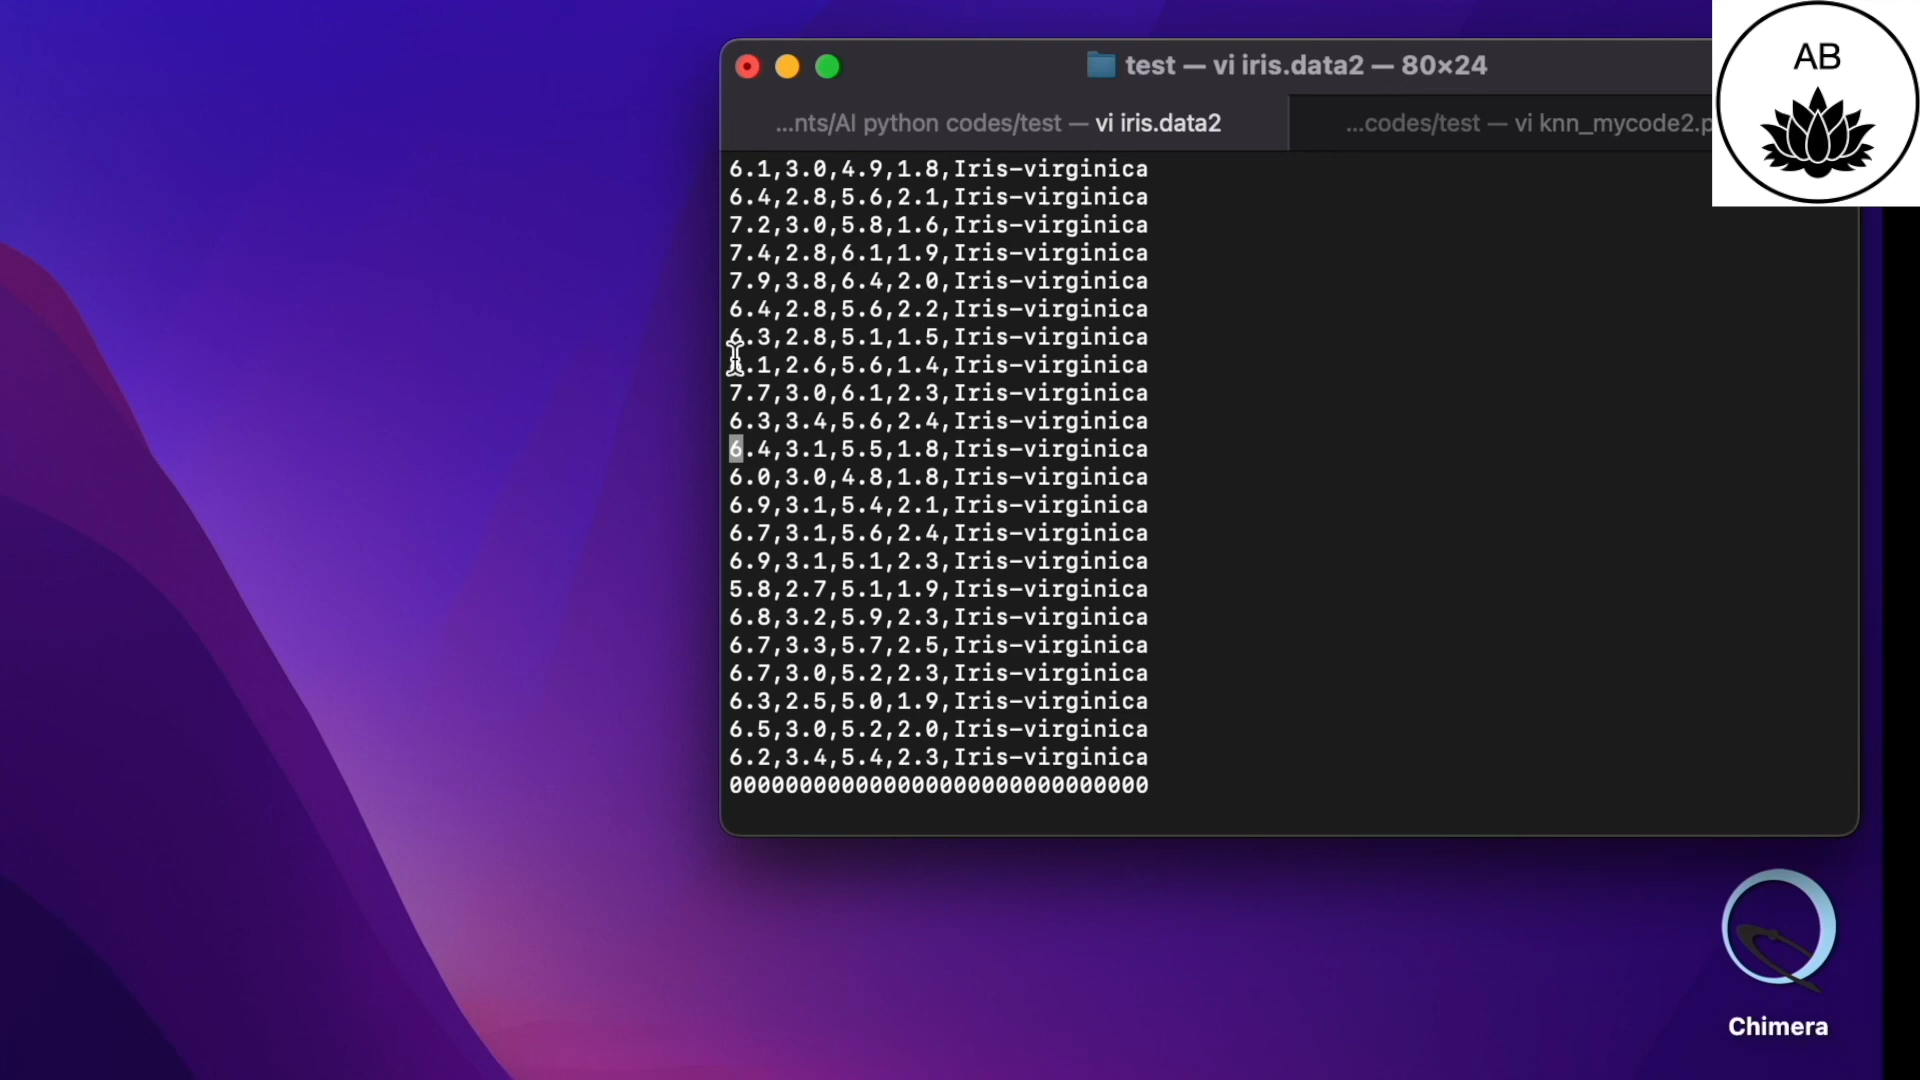 AB
test — vi iris.data2 — 80×24
...nts/AI python codes/test — vi iris.data2
...codes/test — vi knn_mycode2.p
6.1,3.0,4.9,1.8,Iris-virginica
6.4,2.8,5.6,2.1,Iris-virginica
7.2,3.0,5.8,1.6,Iris-virginica
7.4,2.8,6.1,1.9,Iris-virginica
7.9,3.8,6.4,2.0,Iris-virginica
6.4,2.8,5.6,2.2,Iris-virginica
6.3,2.8,5.1,1.5,Iris-virginica
.1,2.6,5.6,1.4,Iris-virginica
7.7,3.0,6.1,2.3,Iris-virginica
6.3,3.4,5.6,2.4,Iris-virginica
6.4,3.1,5.5,1.8,Iris-virginica
6.0,3.0,4.8,1.8,Iris-virginica
6.9,3.1,5.4,2.1,Iris-virginica
6.7,3.1,5.6,2.4,Iris-virginica
6.9,3.1,5.1,2.3,Iris-virginica
5.8,2.7,5.1,1.9,Iris-virginica
6.8,3.2,5.9,2.3,Iris-virginica
6.7,3.3,5.7,2.5,Iris-virginica
6.7,3.0,5.2,2.3,Iris-virginica
6.3,2.5,5.0,1.9,Iris-virginica
6.5,3.0,5.2,2.0,Iris-virginica
6.2,3.4,5.4,2.3,Iris-virginica
000000000000000000000000000000
Chimera